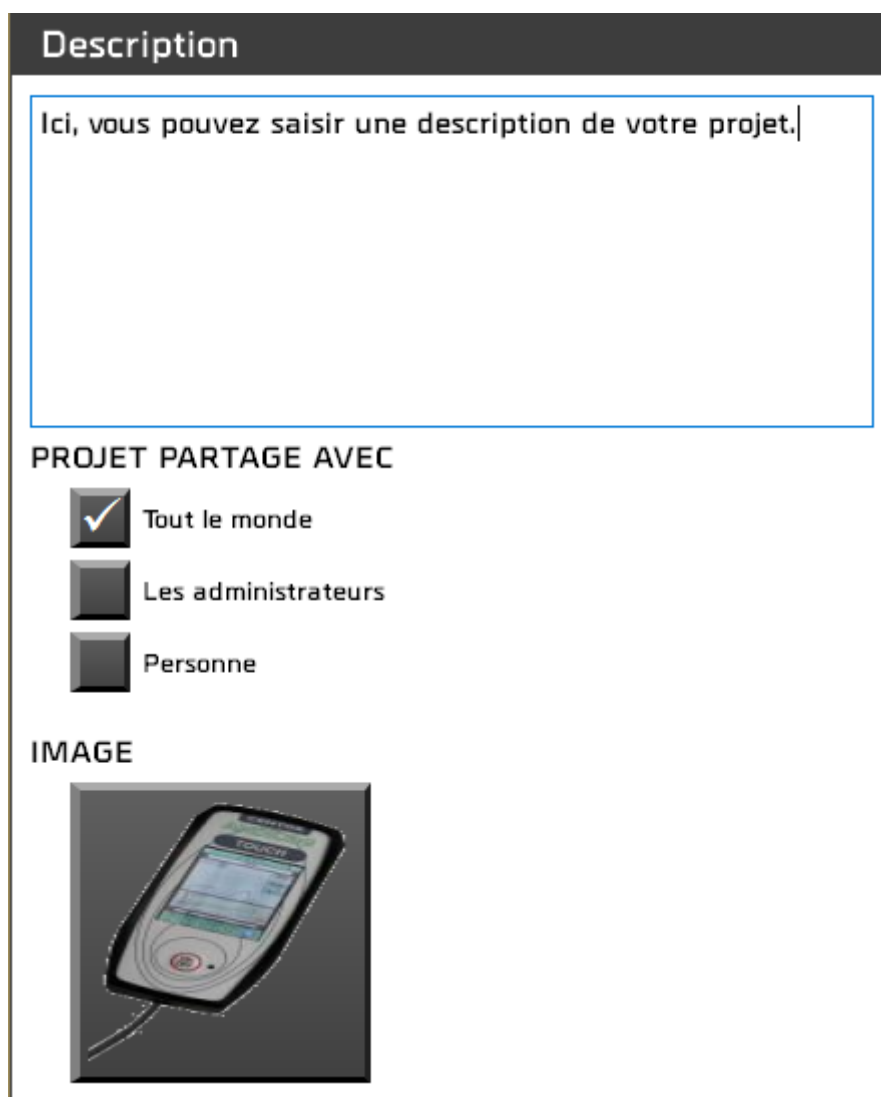 Description
Ici, vous pouvez saisir une description de votre projet.
PROJET PARTAGE AVEC
Tout le monde
Les administrateurs
Personne
IMAGE
TOUCH